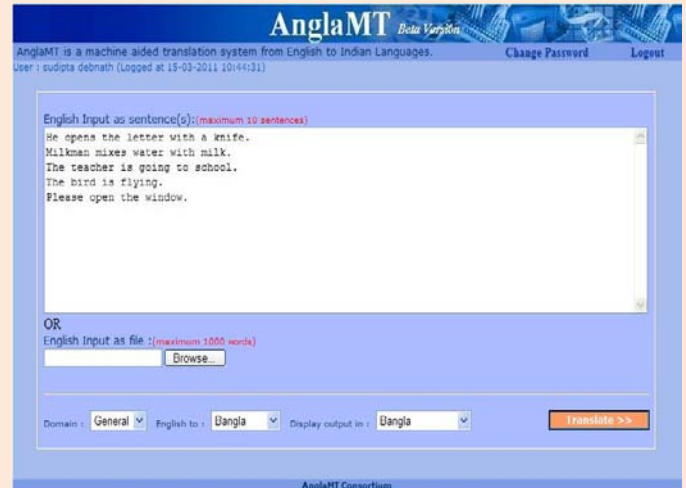 AnglaMT Beta Version
AnglaMT is a machine aided translation system from English to Indian Languages. Change Password Logout
User : sudipta debnath (Logged at 15-03-2011 10:44:31)
English Input as sentence(s):(maximum 10 sentences)
He opens the letter with a knife.
Milkman mixes water with milk.
The teacher is going to school.
The bird is flying.
Please open the window.
OR
English Input as file :(maximum 1000 words)
Browse...
Domain : General English to : Bangla Display output in : Bangla Translate >>
AnglaMT Consortium